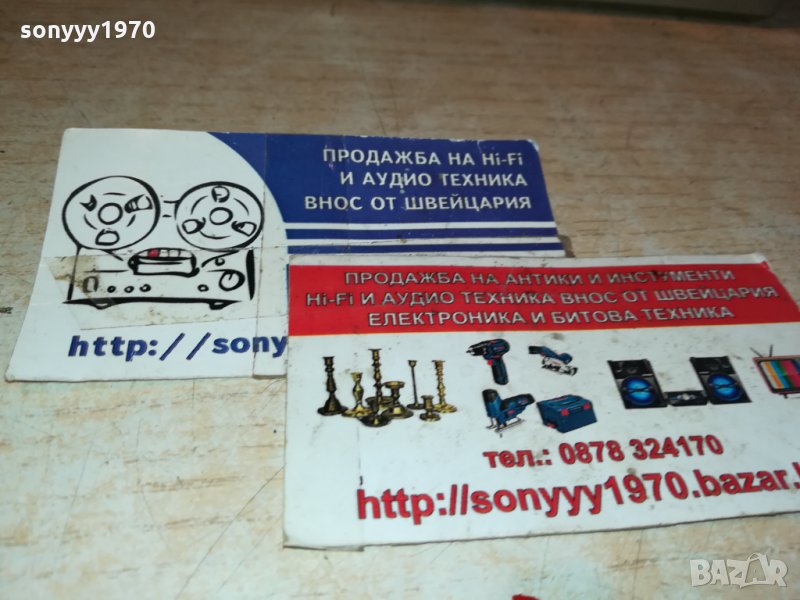 sonyyy1970
ПРОДАЖБА НА Hi-Fi
И АУДИО ТЕХНИКА
ВНОС ОТ ШВЕЙЦАРИЯ
http://sony
ПРОДАЖБА НА АНТИКИ И ИНСТУМЕНТИ
Hi-Fi И АУДИО ТЕХНИКА ВНОС ОТ ШВЕЙЦАРИЯ
ЕЛЕКТРОНИКА И БИТОВА ТЕХНИКА
тел.: 0878 324170
http://sonyyy1970.bazar.
BAZAR